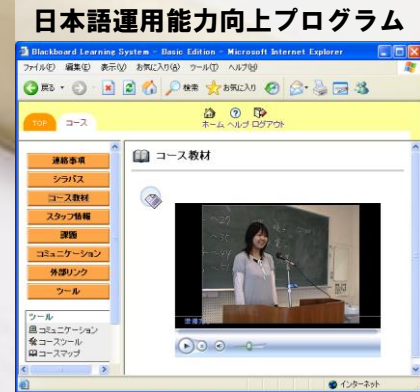 日本語運用能力向上プログラム
Blackboard Learning System - Basic Edition - Microsoft Internet Explorer
ファイル(F) 編集(E) 表示(V) お気に入り(A) ツール(T) ヘルプ(H)
戻る 検索 お気に入り
TOP コース
ホーム ヘルプ ログアウト
連絡事項
シラバス
コース教材
スタッフ情報
課題
コミュニケーション
外部リンク
ツール
ツール
コミュニケーション
コースツール
コースマップ
コース教材
インターネット